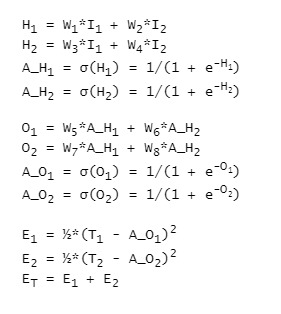 H₁ = W₁*I₁ + W₂*I₂
H₂ = W₃*I₁ + W₄*I₂
A_H₁ = σ(H₁) = 1/(1 + e⁻ᴴ¹)
A_H₂ = σ(H₂) = 1/(1 + e⁻ᴴ²)
O₁ = W₅*A_H₁ + W₆*A_H₂
O₂ = W₇*A_H₁ + W₈*A_H₂
A_O₁ = σ(O₁) = 1/(1 + e⁻ᴼ¹)
A_O₂ = σ(O₂) = 1/(1 + e⁻ᴼ²)
E₁ = ½*(T₁ - A_O₁)²
E₂ = ½*(T₂ - A_O₂)²
E_T = E₁ + E₂